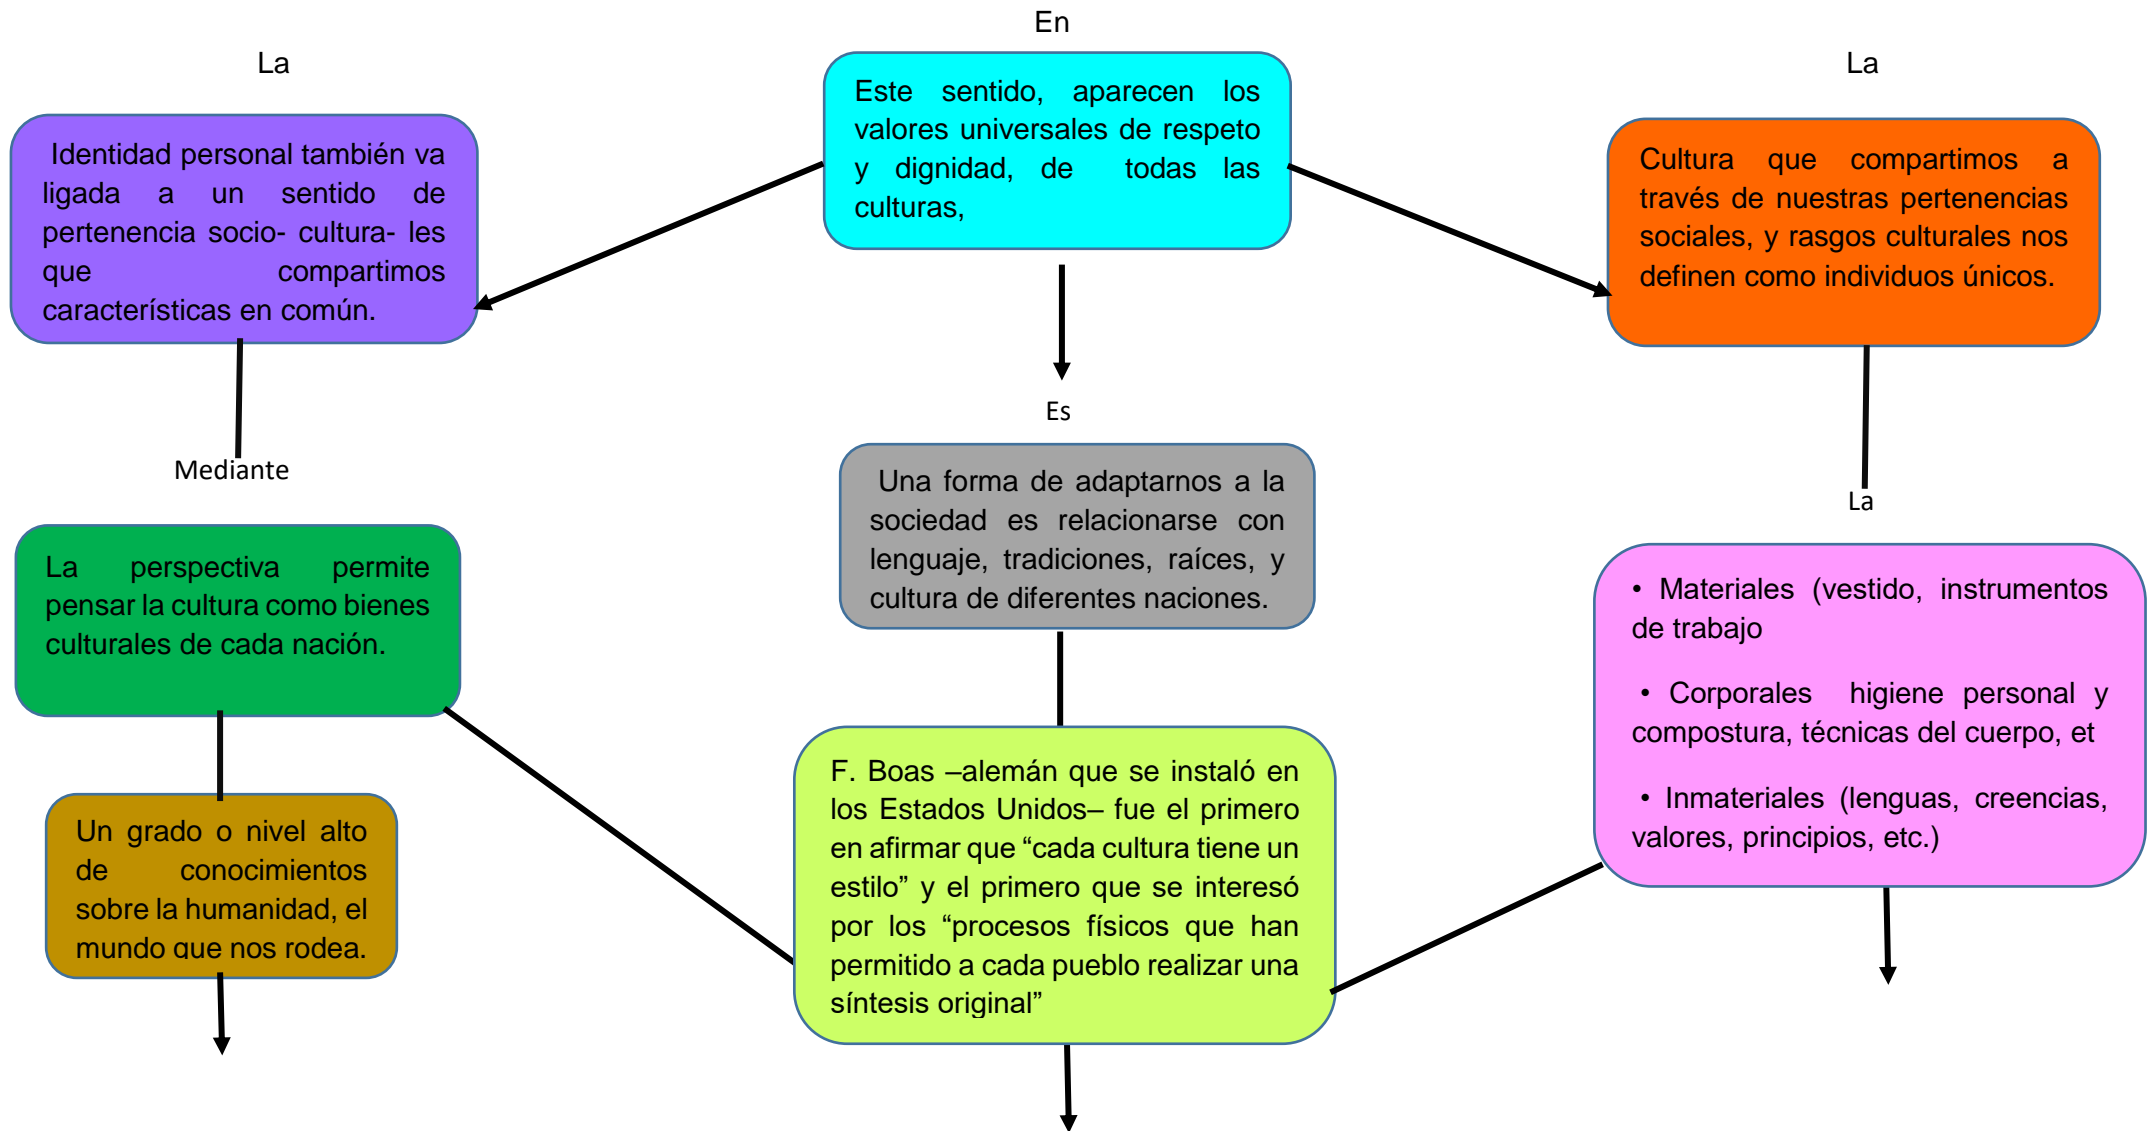 En
La
La
Este sentido, aparecen los
valores universales de respeto
y dignidad, de todas las
culturas,
Identidad personal también va
ligada a un sentido de
pertenencia socio- cultura- les
que compartimos
características en común.
Cultura que compartimos a
través de nuestras pertenencias
sociales, y rasgos culturales nos
definen como individuos únicos.
Es
Mediante
La
Una forma de adaptarnos a la
sociedad es relacionarse con
lenguaje, tradiciones, raíces, y
cultura de diferentes naciones.
La perspectiva permite
pensar la cultura como bienes
culturales de cada nación.
• Materiales (vestido, instrumentos
de trabajo
• Corporales higiene personal y
compostura, técnicas del cuerpo, et
• Inmateriales (lenguas, creencias,
valores, principios, etc.)
F. Boas –alemán que se instaló en
los Estados Unidos– fue el primero
en afirmar que “cada cultura tiene un
estilo” y el primero que se interesó
por los “procesos físicos que han
permitido a cada pueblo realizar una
síntesis original”
Un grado o nivel alto
de conocimientos
sobre la humanidad, el
mundo que nos rodea.